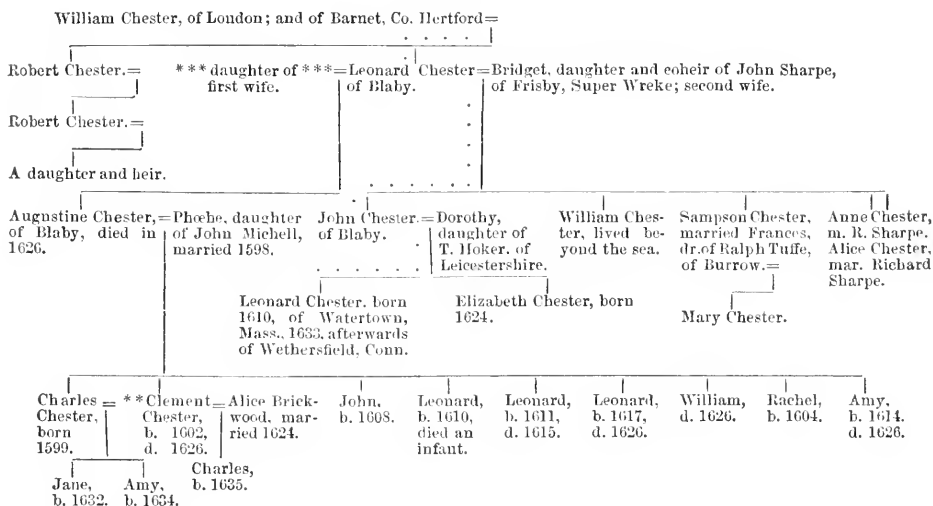 William Chester, of London; and of Barnet, Co. Hertford=
Robert Chester.=
* * * daughter of * * *=Leonard Chester=Bridget, daughter and coheir of John Sharpe,
first wife.
of Blaby.
of Frisby, Super Wreke; second wife.
Robert Chester.=
A daughter and heir.
Augustine Chester,=
of Blaby, died in
1626.
Phœbe, daughter
of John Michell,
married 1598.
John Chester.=
of Blaby.
Dorothy,
daughter of
T. Hoker, of
Leicestershire.
William Ches-
ter, lived be-
yond the sea.
Sampson Chester,
married Frances,
dr. of Ralph Tuffe,
of Burrow.=
Anne Chester,
m. R. Sharpe.
Alice Chester,
mar. Richard
Sharpe.
Leonard Chester. born
1610, of Watertown,
Mass., 1633, afterwards
of Wethersfield, Conn.
Elizabeth Chester, born
1624.
Mary Chester.
Charles =
Chester,
born
1599.
* * Clement=
Chester,
b. 1602,
d. 1626.
Alice Brick-
wood, mar-
ried 1624.
John,
b. 1608.
Leonard,
b. 1610,
died an
infant.
Leonard,
b. 1611,
d. 1615.
Leonard,
b. 1617,
d. 1626.
William,
d. 1626.
Rachel,
b. 1604.
Amy,
b. 1614.
d. 1626.
Jane,
b. 1632.
Amy,
b. 1634.
Charles,
b. 1635.